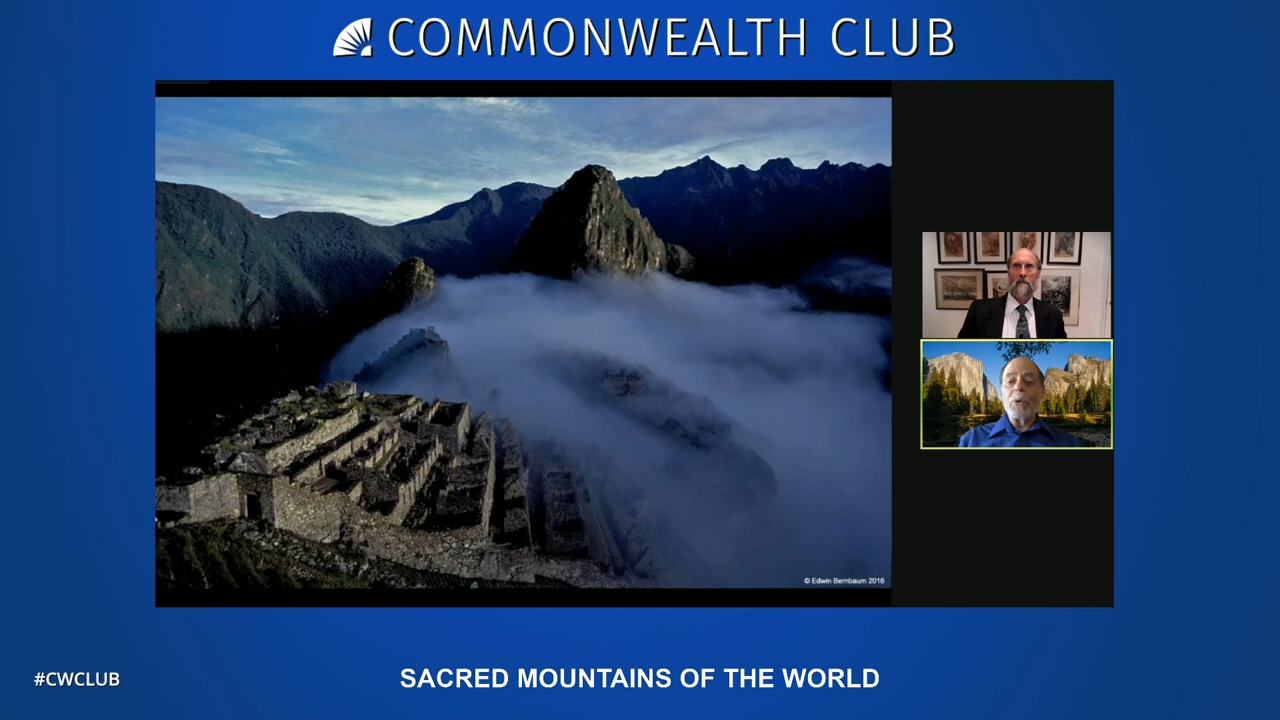 COMMONWEALTH CLUB
© Edwin Bernbaum 2016
#CWCLUB
SACRED MOUNTAINS OF THE WORLD